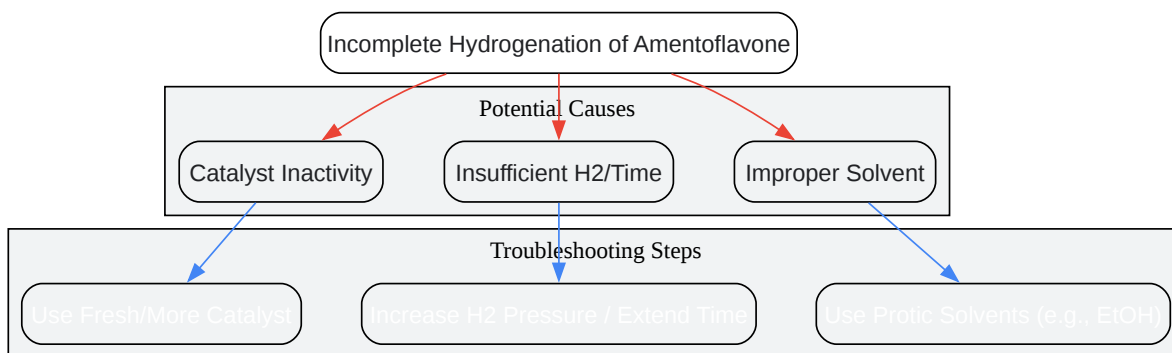 Incomplete Hydrogenation of Amentoflavone
Potential Causes
Catalyst Inactivity
Insufficient H2/Time
Improper Solvent
Troubleshooting Steps
Use Fresh/More Catalyst
Increase H2 Pressure / Extend Time
Use Protic Solvents (e.g., EtOH)